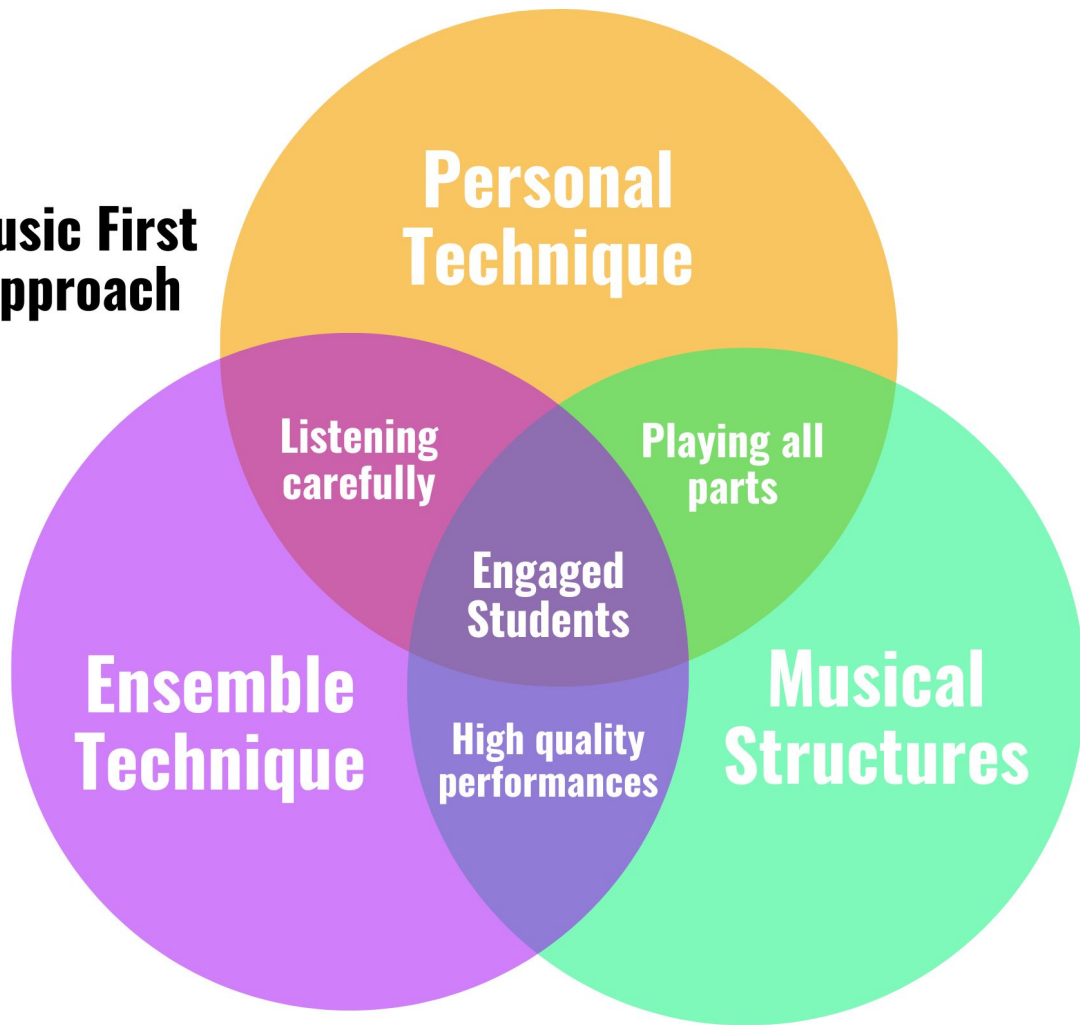 usic First
pproach
Personal
Technique
Listening
carefully
Playing all
parts
Engaged
Students
Ensemble
Technique
High quality
performances
Musical
Structures